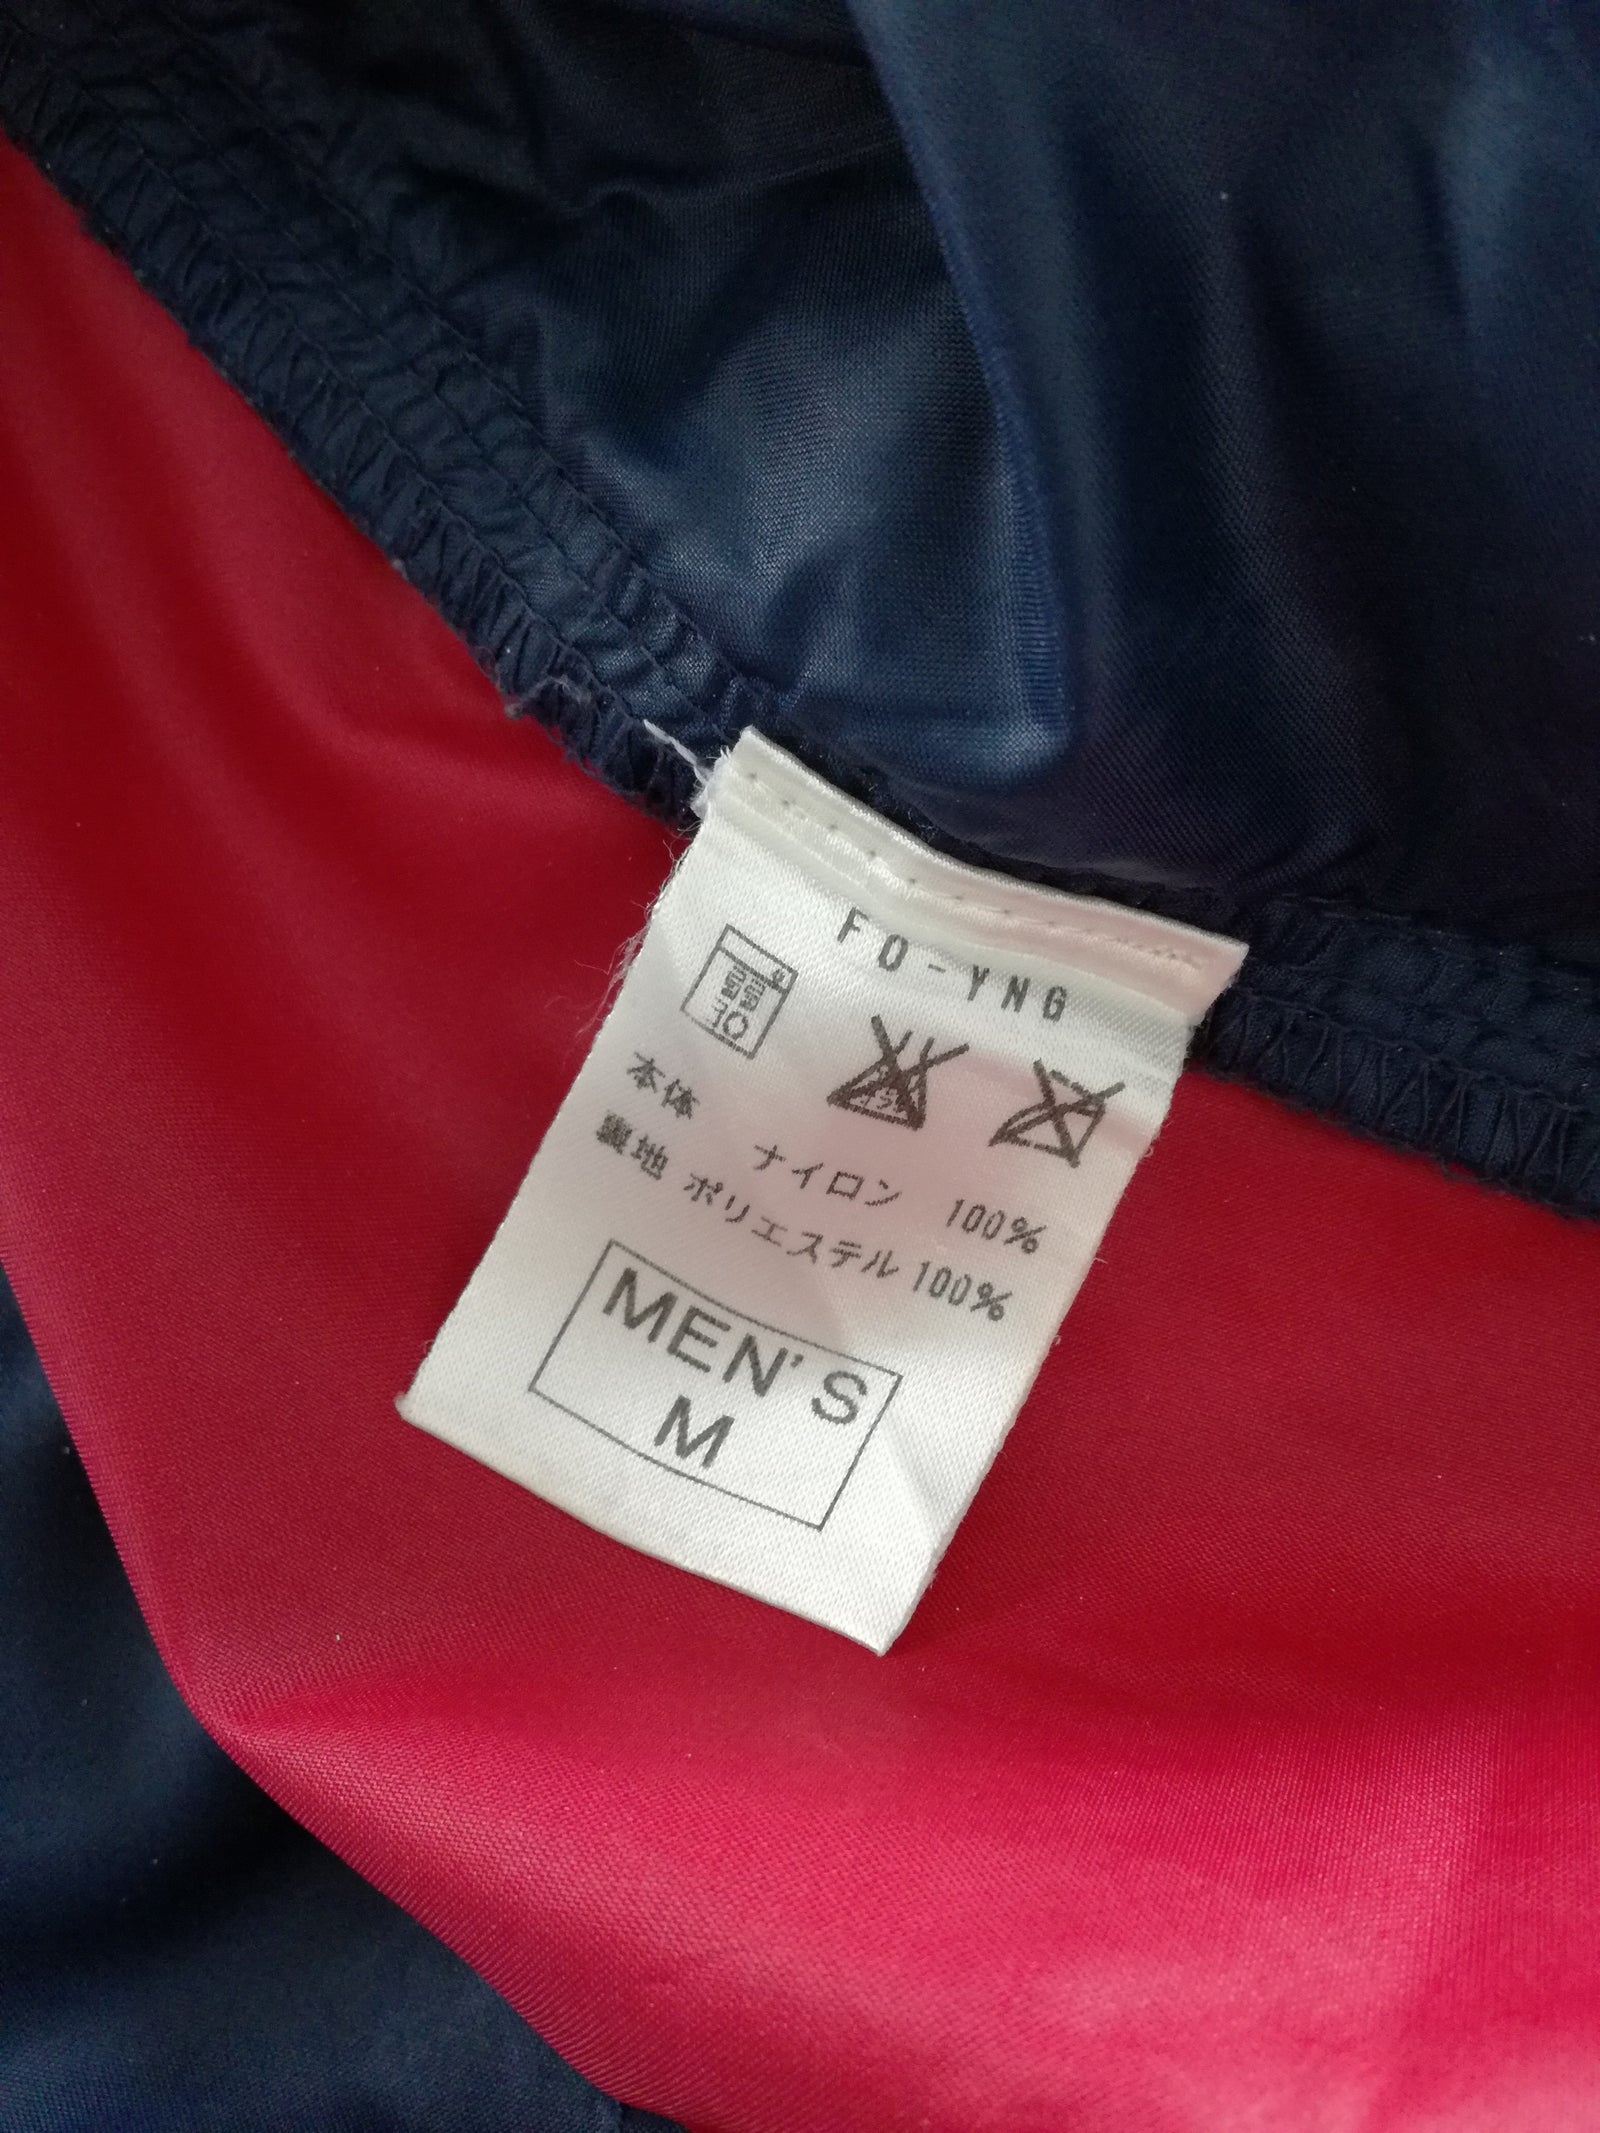 FO-YNG
本体 ナイロン 100%
裏地 ポリエステル 100%
MEN'S
M